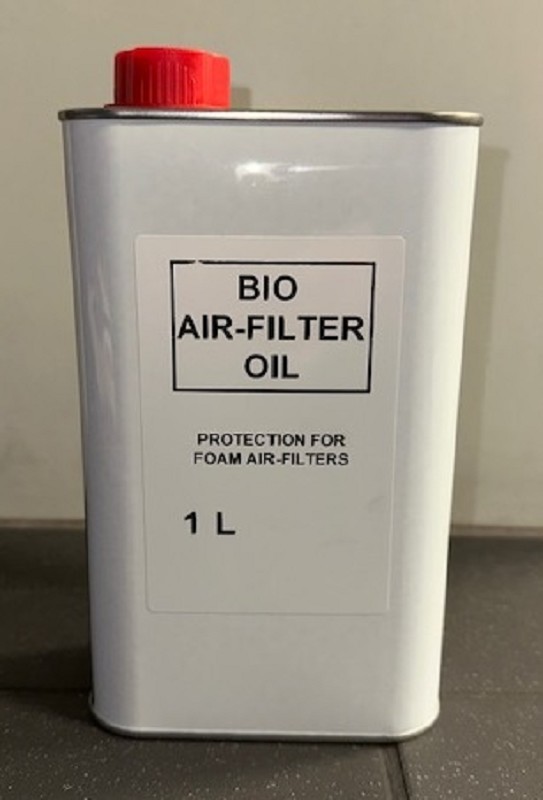 BIO
AIR-FILTER
OIL
PROTECTION FOR
FOAM AIR-FILTERS
1 L